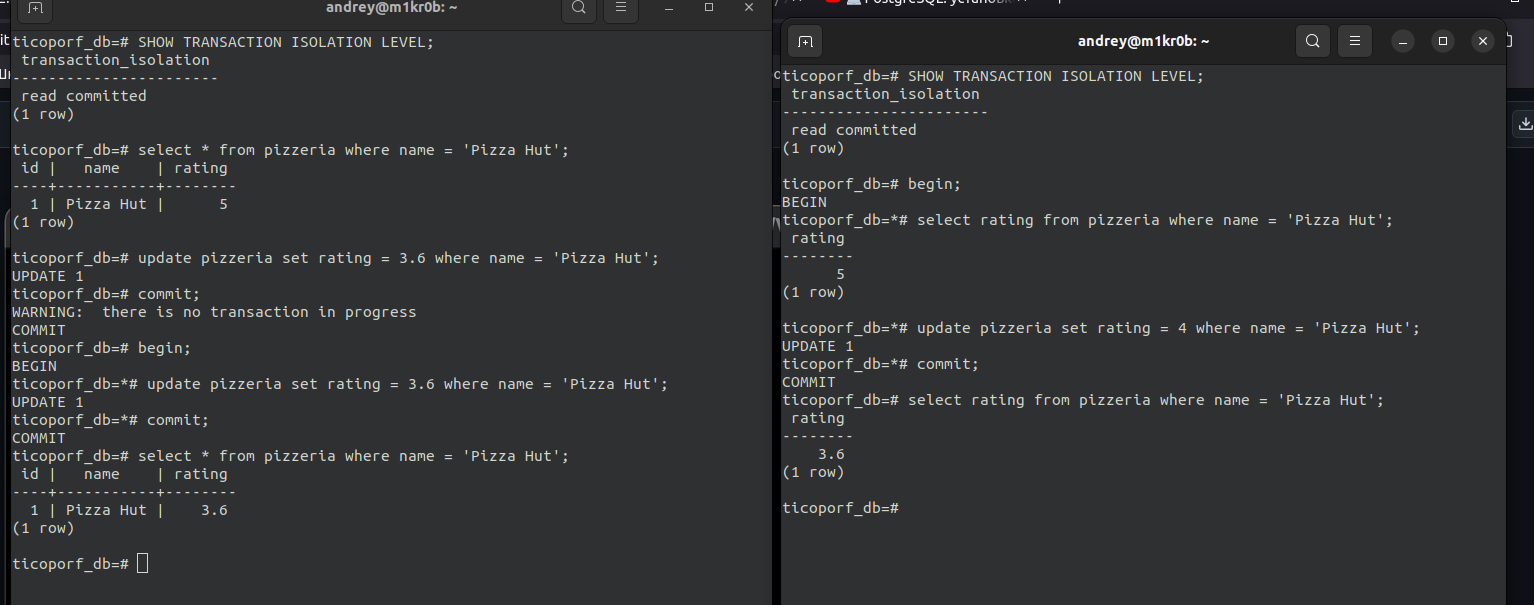 andrey@m1kr0b: ~
ticoporf_db=# SHOW TRANSACTION ISOLATION LEVEL;
 transaction_isolation
-----------------------
 read committed
(1 row)

ticoporf_db=# select * from pizzeria where name = 'Pizza Hut';
 id |   name    | rating
----+-----------+--------
  1 | Pizza Hut |      5
(1 row)

ticoporf_db=# update pizzeria set rating = 3.6 where name = 'Pizza Hut';
UPDATE 1
ticoporf_db=# commit;
WARNING:  there is no transaction in progress
COMMIT
ticoporf_db=# begin;
BEGIN
ticoporf_db=*# update pizzeria set rating = 3.6 where name = 'Pizza Hut';
UPDATE 1
ticoporf_db=*# commit;
COMMIT
ticoporf_db=# select * from pizzeria where name = 'Pizza Hut';
 id |   name    | rating
----+-----------+--------
  1 | Pizza Hut |    3.6
(1 row)

ticoporf_db=#
andrey@m1kr0b: ~
ticoporf_db=# SHOW TRANSACTION ISOLATION LEVEL;
 transaction_isolation
-----------------------
 read committed
(1 row)

ticoporf_db=# begin;
BEGIN
ticoporf_db=*# select rating from pizzeria where name = 'Pizza Hut';
 rating
--------
      5
(1 row)

ticoporf_db=*# update pizzeria set rating = 4 where name = 'Pizza Hut';
UPDATE 1
ticoporf_db=*# commit;
COMMIT
ticoporf_db=# select rating from pizzeria where name = 'Pizza Hut';
 rating
--------
    3.6
(1 row)

ticoporf_db=#